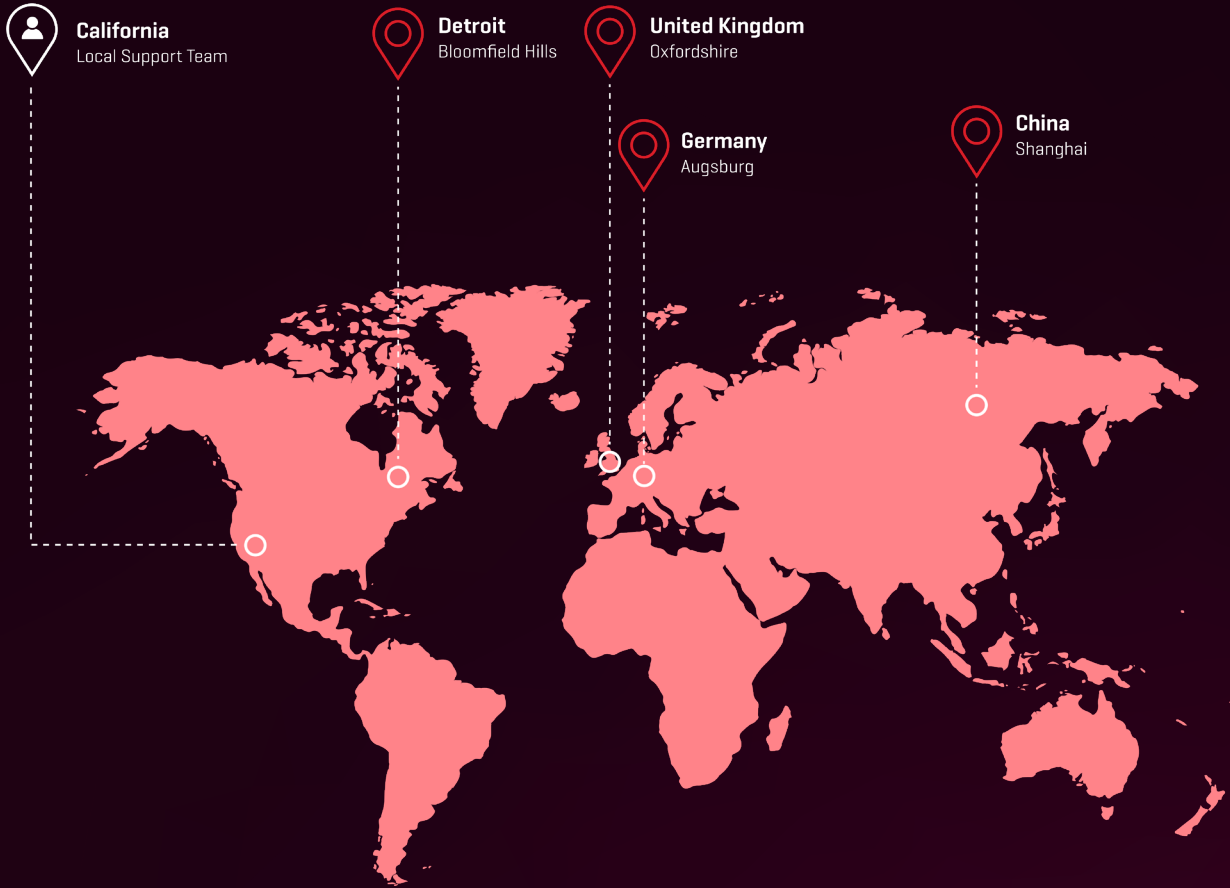 California
Local Support Team
Detroit
Bloomfield Hills
United Kingdom
Oxfordshire
Germany
Augsburg
China
Shanghai